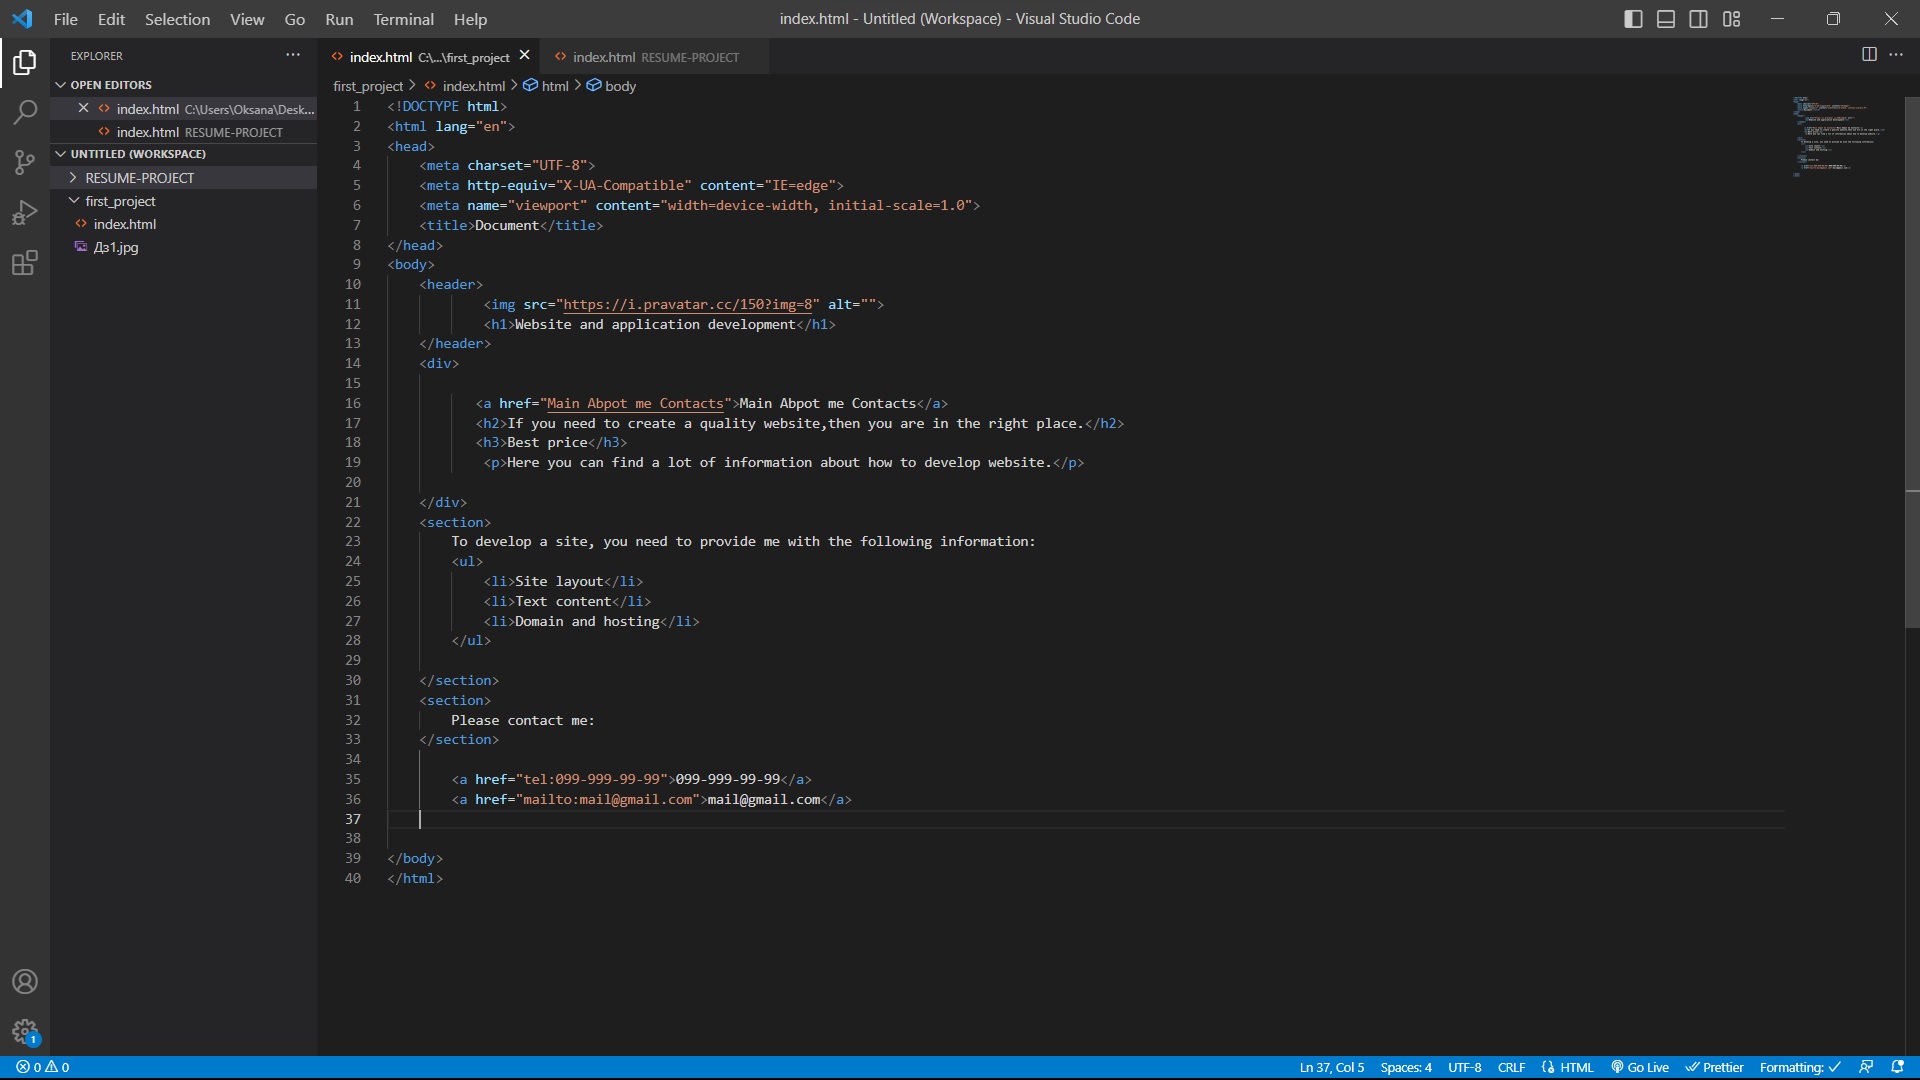 File Edit Selection View Go Run Terminal Help
index.html - Untitled (Workspace) - Visual Studio Code
EXPLORER
OPEN EDITORS
index.html C:\Users\Oksana\Desk...
index.html RESUME-PROJECT
UNTITLED (WORKSPACE)
RESUME-PROJECT
first_project
index.html
Дз1.jpg
index.html C:\...\first_project
index.html RESUME-PROJECT
first_project > index.html > html > body
1 <!DOCTYPE html>
2 <html lang="en">
3 <head>
4 <meta charset="UTF-8">
5 <meta http-equiv="X-UA-Compatible" content="IE=edge">
6 <meta name="viewport" content="width=device-width, initial-scale=1.0">
7 <title>Document</title>
8 </head>
9 <body>
10 <header>
11 <img src="https://i.pravatar.cc/150?img=8" alt="">
12 <h1>Website and application development</h1>
13 </header>
14 <div>
15
16 <a href="Main Abpot me Contacts">Main Abpot me Contacts</a>
17 <h2>If you need to create a quality website,then you are in the right place.</h2>
18 <h3>Best price</h3>
19 <p>Here you can find a lot of information about how to develop website.</p>
20
21 </div>
22 <section>
23 To develop a site, you need to provide me with the following information:
24 <ul>
25 <li>Site layout</li>
26 <li>Text content</li>
27 <li>Domain and hosting</li>
28 </ul>
29
30 </section>
31 <section>
32 Please contact me:
33 </section>
34
35 <a href="tel:099-999-99-99">099-999-99-99</a>
36 <a href="mailto:mail@gmail.com">mail@gmail.com</a>
37
38
39 </body>
40 </html>
1
0 0
Ln 37, Col 5 Spaces: 4 UTF-8 CRLF HTML Go Live Prettier Formatting: ✓